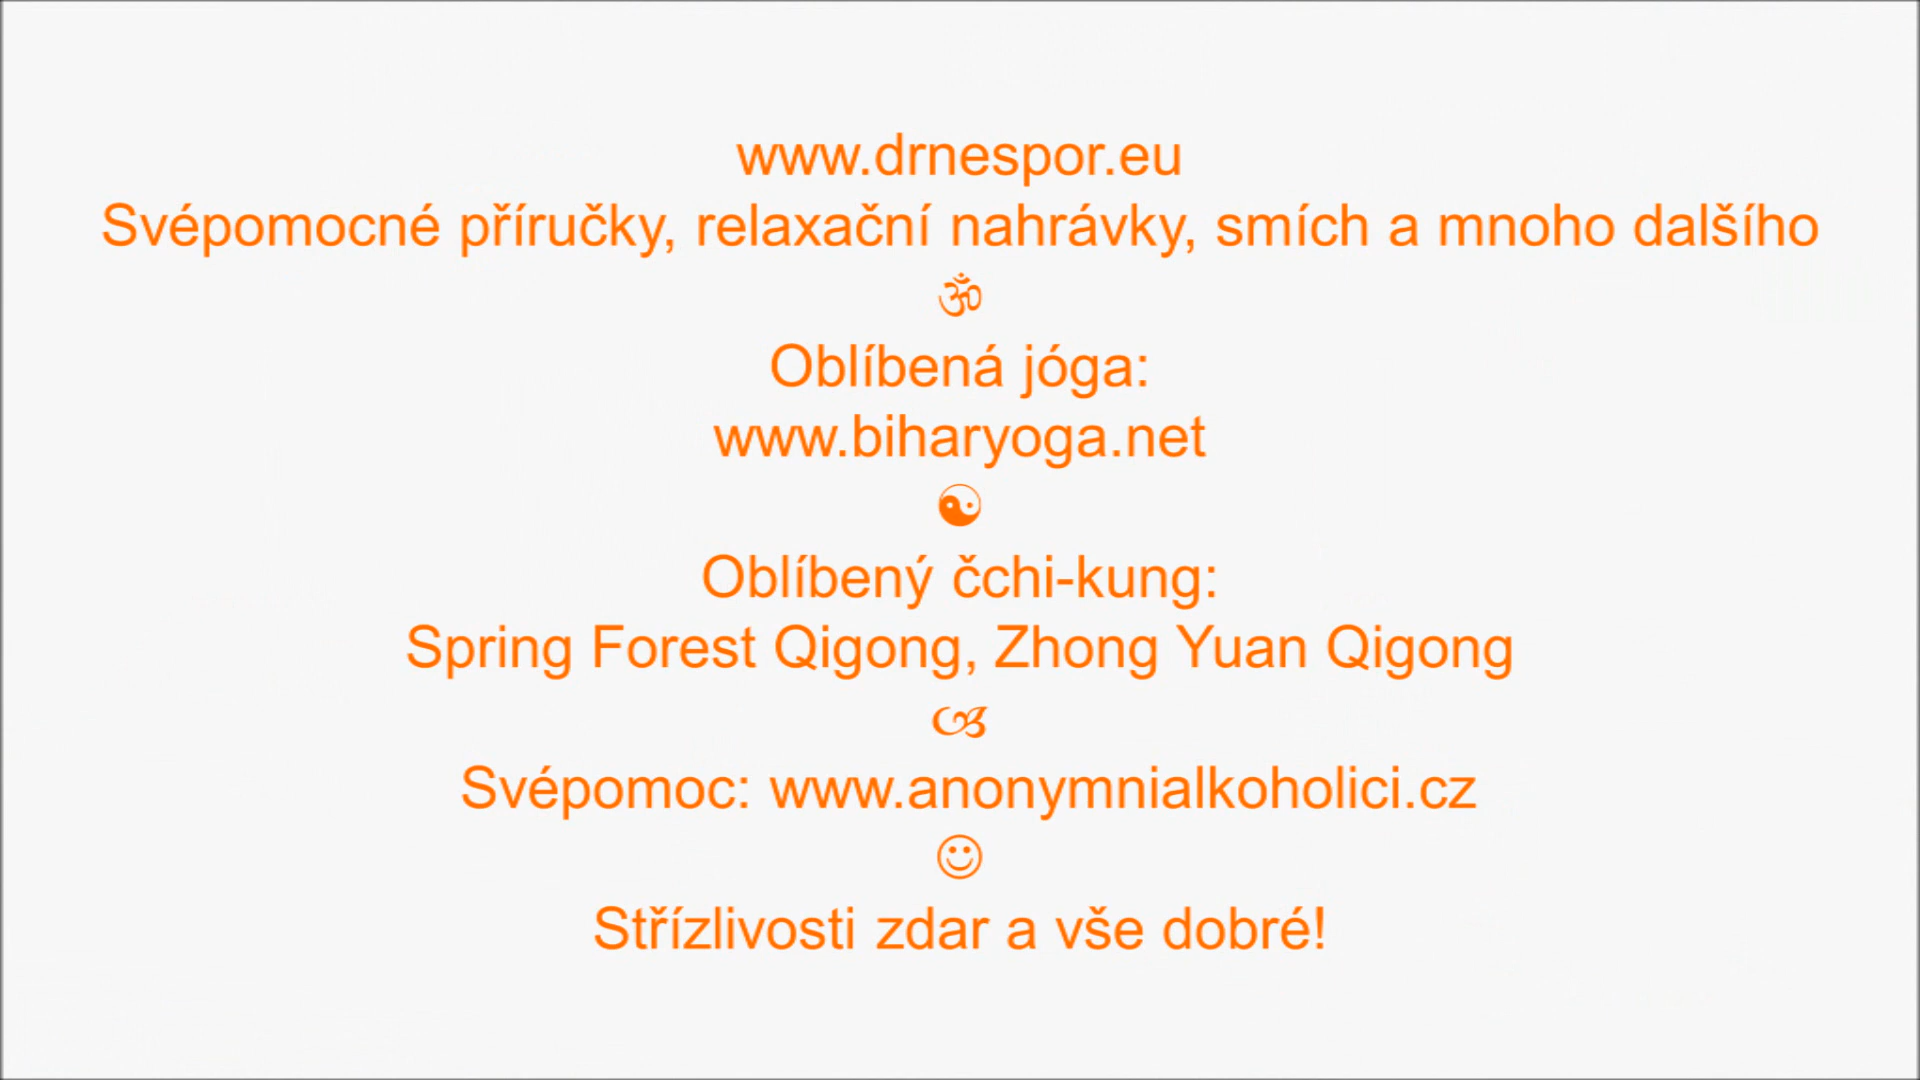 www.drnespor.eu
Svépomocné příručky, relaxační nahrávky, smích a mnoho dalšího
ॐ
Oblíbená jóga:
www.biharyoga.net
☯
Oblíbený čchi-kung:
Spring Forest Qigong, Zhong Yuan Qigong
🙚
Svépomoc: www.anonymnialkoholici.cz
☺
Střízlivosti zdar a vše dobré!